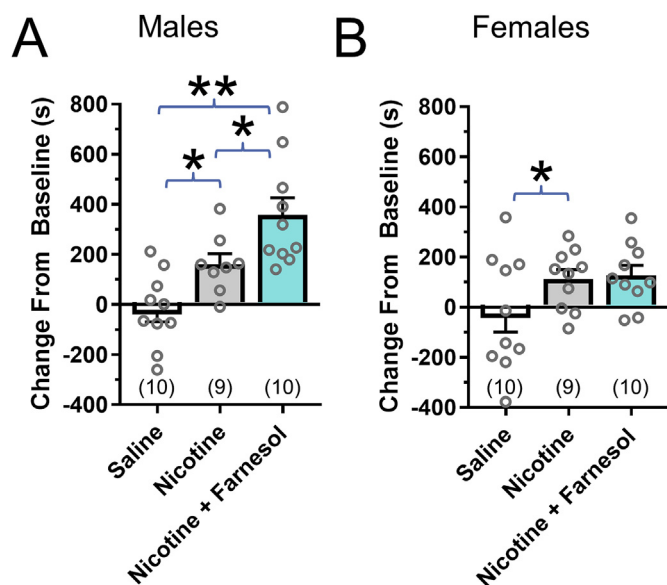 A
Males
Change From Baseline (s)
800
600
400
200
0
-200
-400
**
*
*
(10)
(9)
(10)
Saline
Nicotine
Nicotine + Farnesol
B
Females
Change From Baseline (s)
800
600
400
200
0
-200
-400
*
(10)
(9)
(10)
Saline
Nicotine
Nicotine + Farnesol